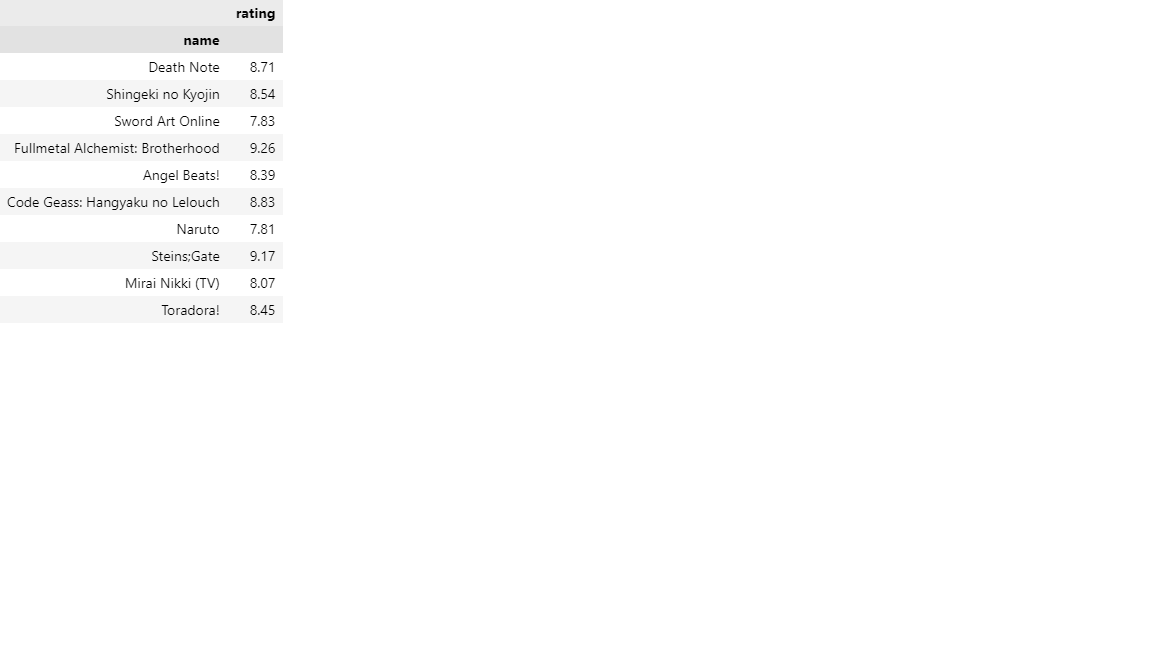 rating
name
Death Note 8.71
Shingeki no Kyojin 8.54
Sword Art Online 7.83
Fullmetal Alchemist: Brotherhood 9.26
Angel Beats! 8.39
Code Geass: Hangyaku no Lelouch 8.83
Naruto 7.81
Steins;Gate 9.17
Mirai Nikki (TV) 8.07
Toradora! 8.45